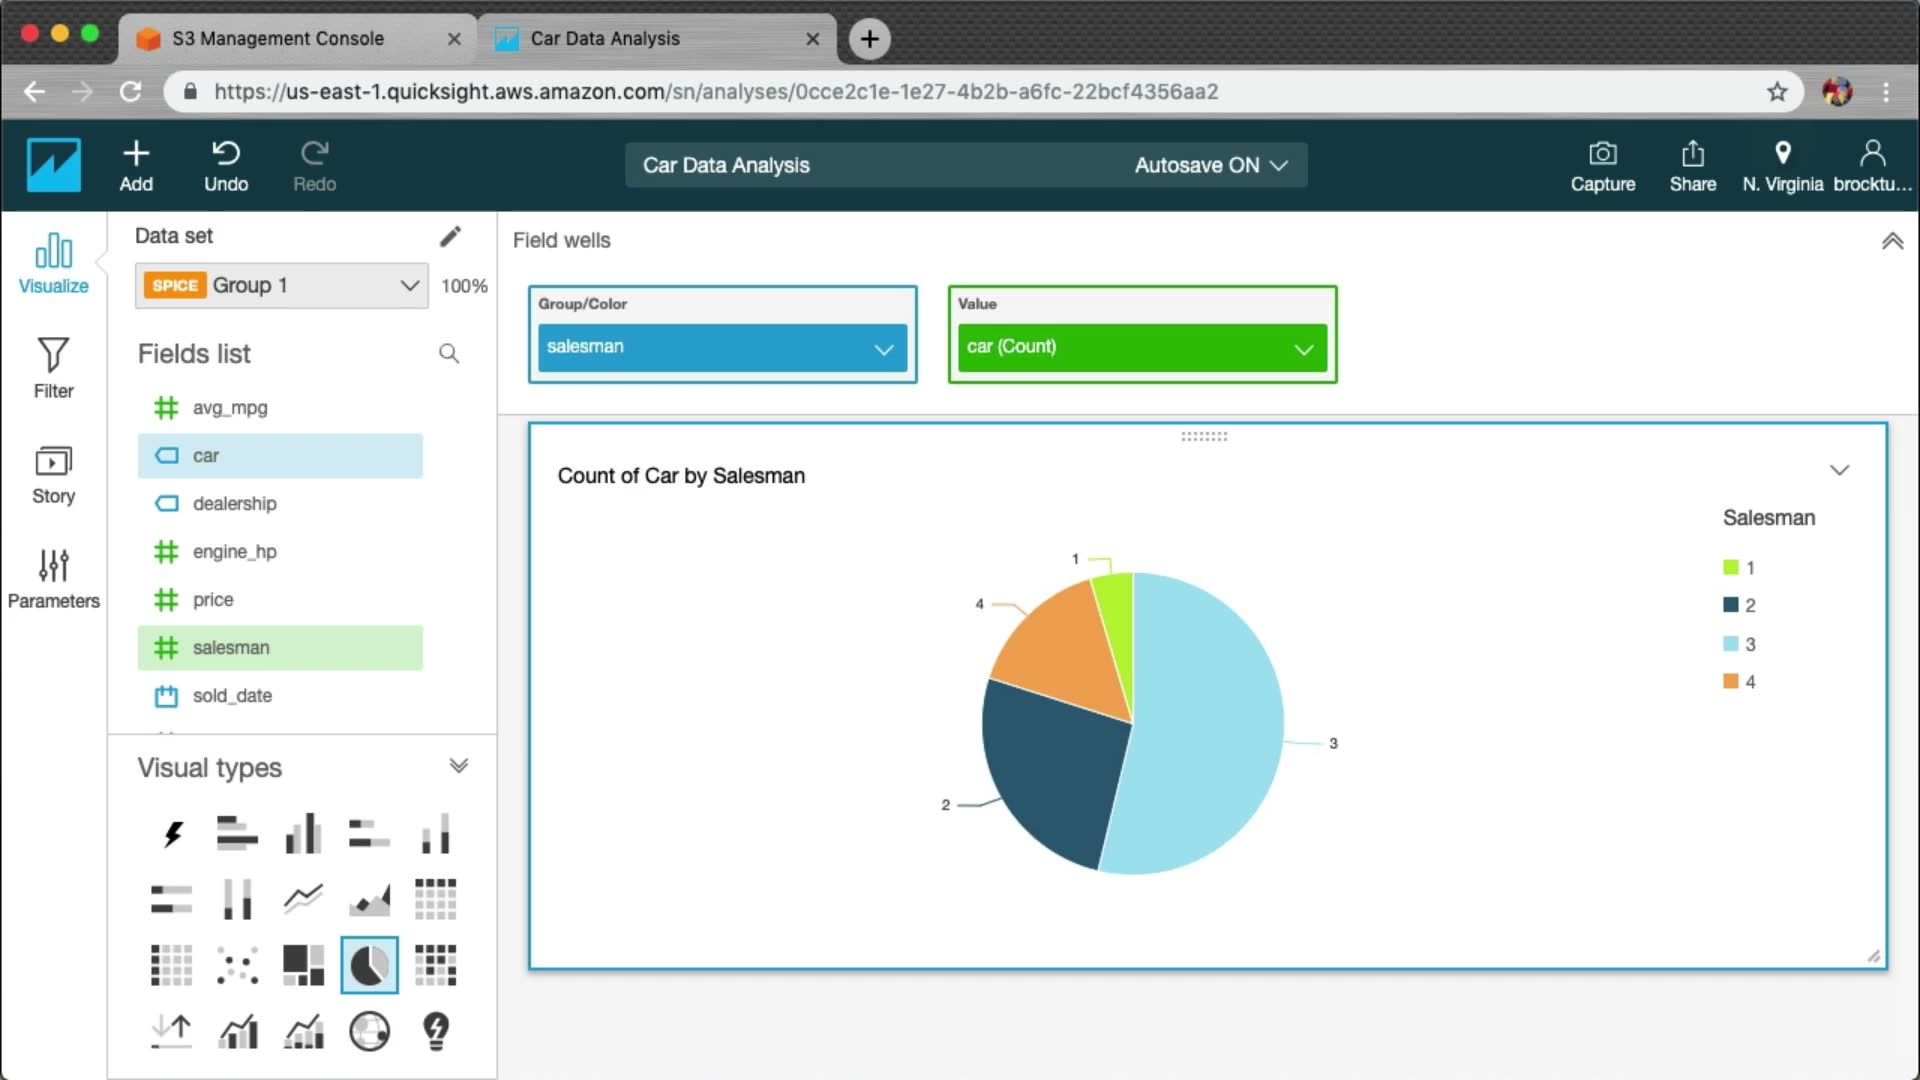 S3 Management Console
Car Data Analysis
https://us-east-1.quicksight.aws.amazon.com/sn/analyses/0cce2c1e-1e27-4b2b-a6fc-22bcf4356aa2
Add
Undo
Redo
Car Data Analysis
Autosave ON
Capture
Share
N. Virginia
brocktu...
Visualize
Filter
Story
Parameters
Data set
SPICE Group 1
100%
Fields list
avg_mpg
car
dealership
engine_hp
price
salesman
sold_date
Visual types
Field wells
Group/Color
salesman
Value
car (Count)
Count of Car by Salesman
1
4
3
2
Salesman
1
2
3
4